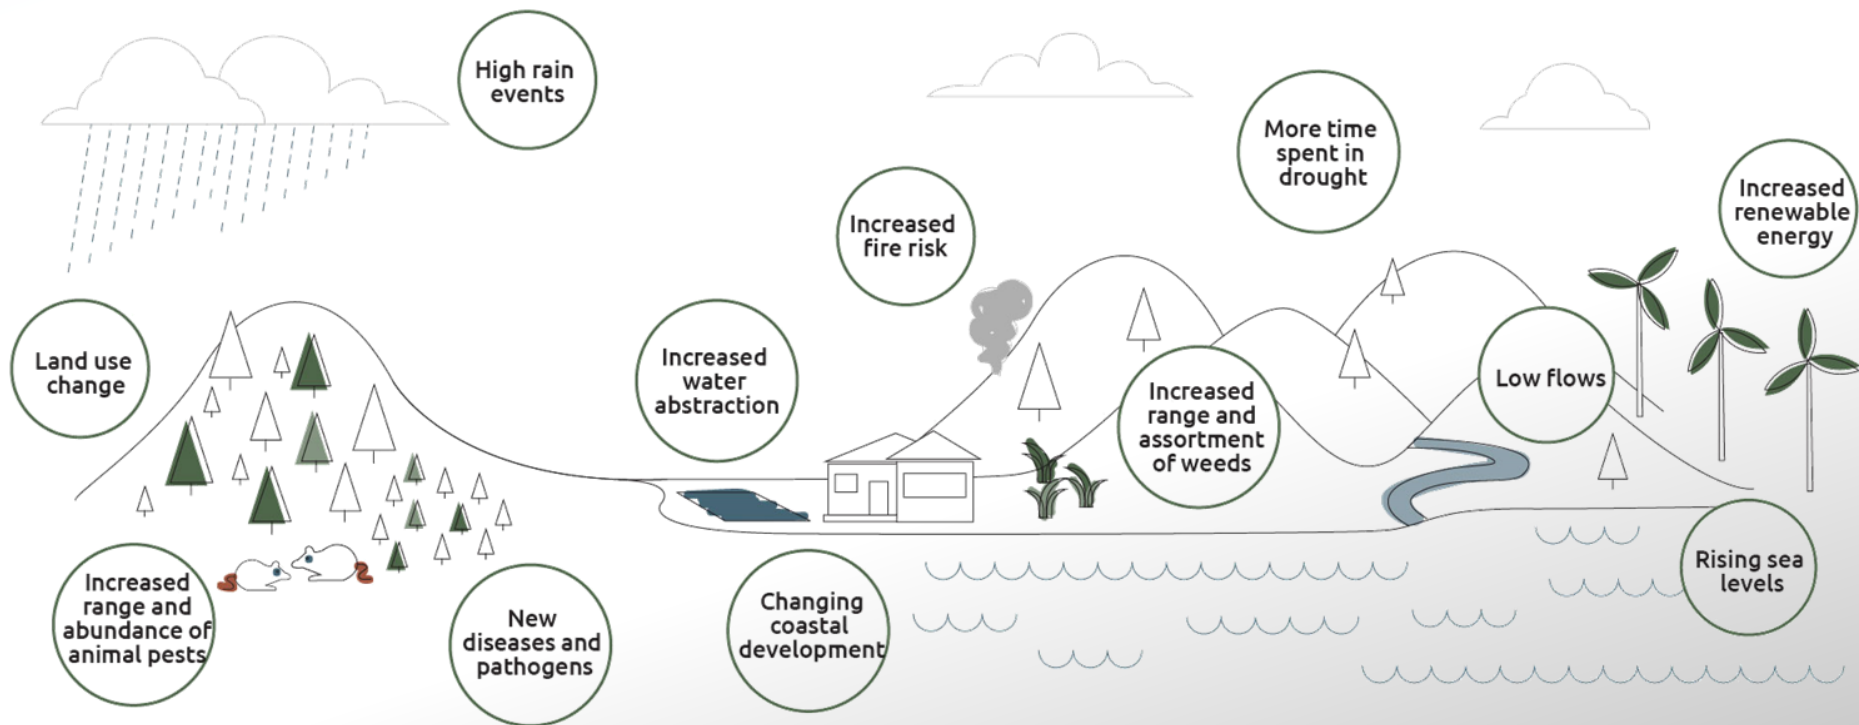 High rain
events
More time
spent in
drought
Increased
renewable
energy
Increased
fire risk
Land use
change
Increased
water
abstraction
Increased
range and
assortment
of weeds
Low flows
Increased
range and
abundance of
animal pests
New
diseases and
pathogens
Changing
coastal
development
Rising sea
levels